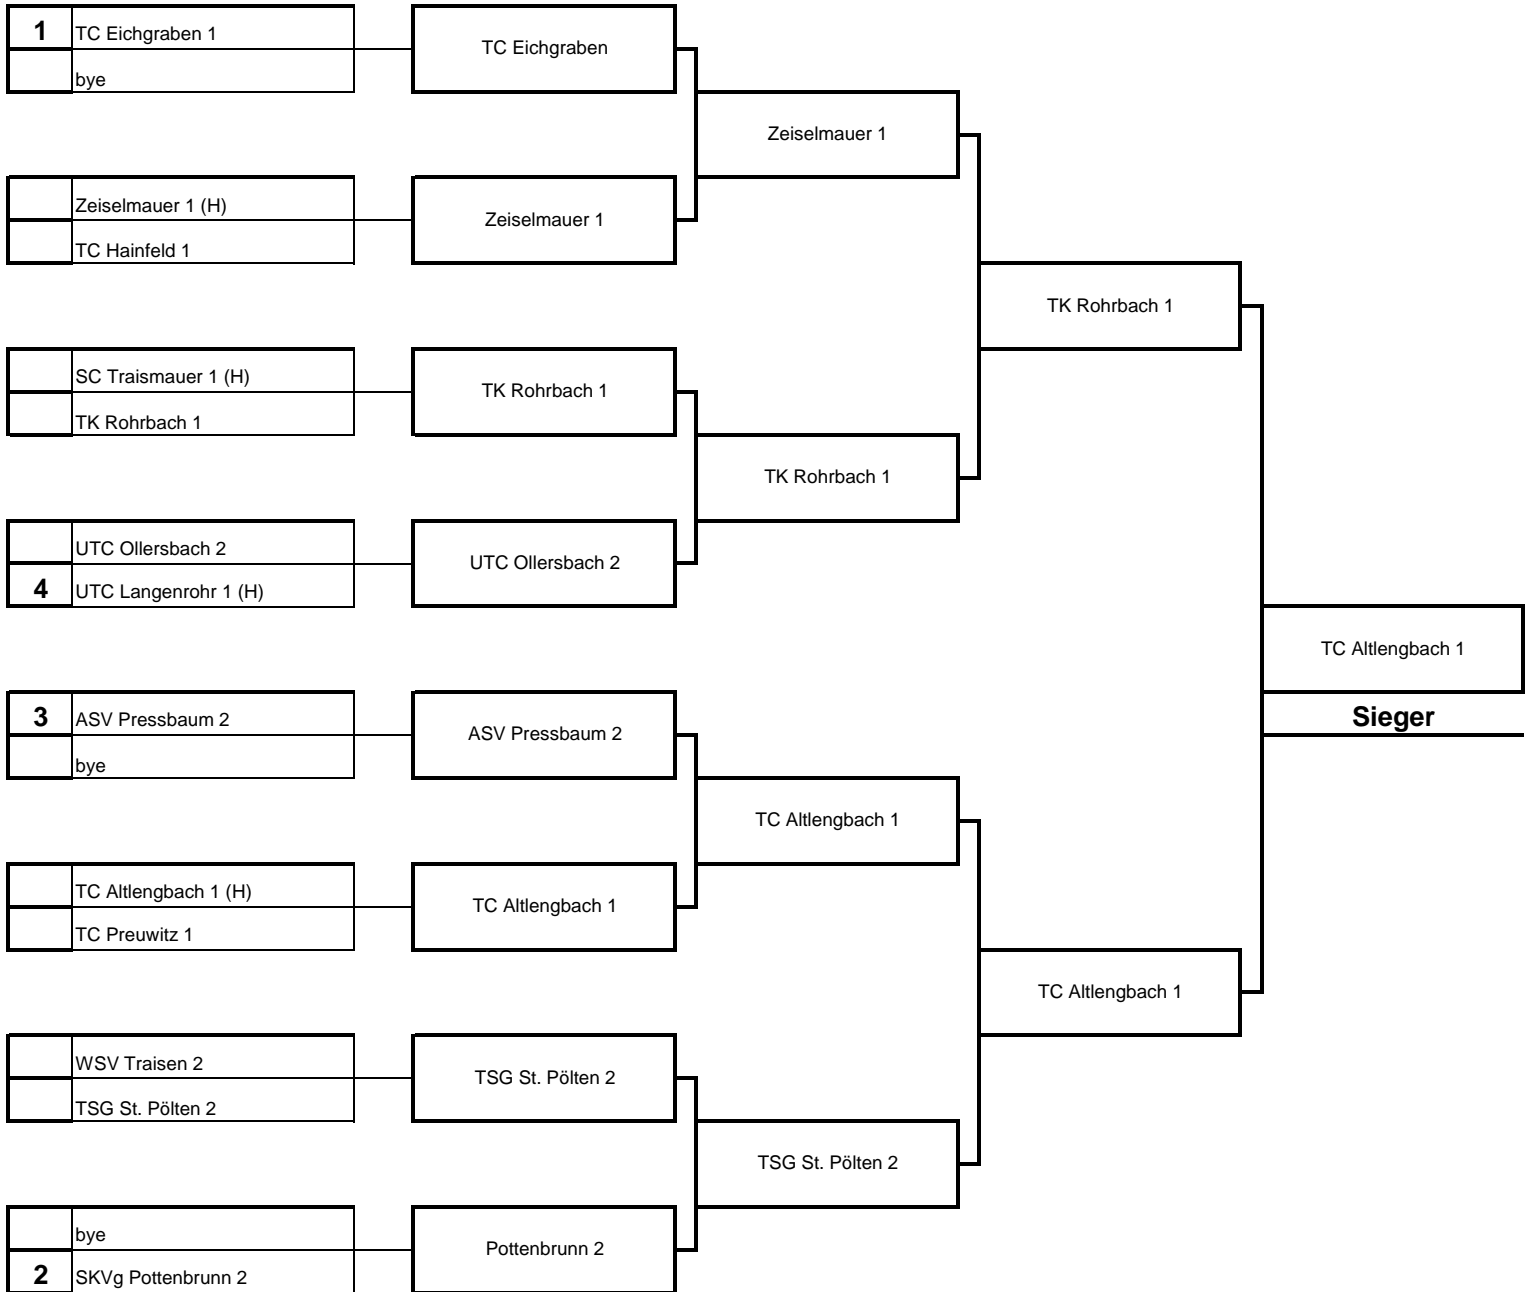 1 TC Eichgraben 1
bye
Zeiselmauer 1 (H)
TC Hainfeld 1
SC Traismauer 1 (H)
TK Rohrbach 1
UTC Ollersbach 2
4 UTC Langenrohr 1 (H)
3 ASV Pressbaum 2
bye
TC Altlengbach 1 (H)
TC Preuwitz 1
WSV Traisen 2
TSG St. Pölten 2
bye
2 SKVg Pottenbrunn 2
TC Eichgraben
Zeiselmauer 1
TK Rohrbach 1
UTC Ollersbach 2
ASV Pressbaum 2
TC Altlengbach 1
TSG St. Pölten 2
Pottenbrunn 2
Zeiselmauer 1
TK Rohrbach 1
TC Altlengbach 1
TSG St. Pölten 2
TK Rohrbach 1
TC Altlengbach 1
TC Altlengbach 1
Sieger